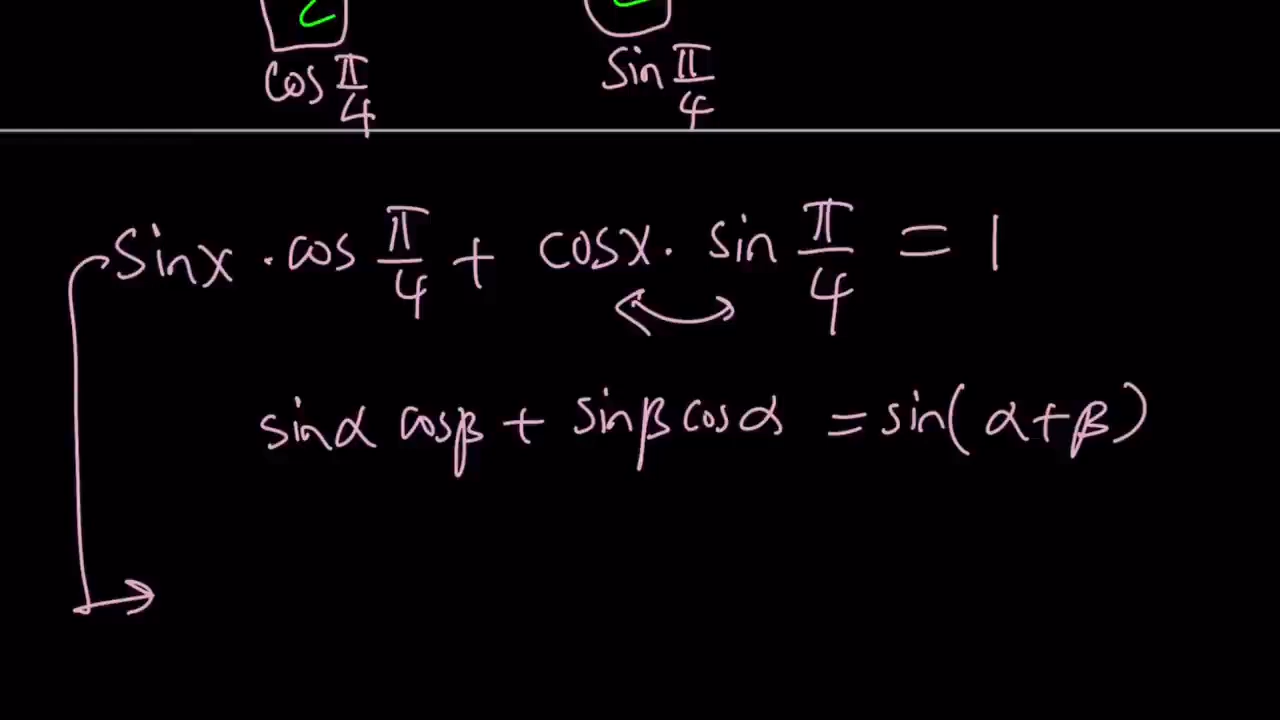 cos π/4 sin π/4
sinx · cos π/4 + cosx · sin π/4 = 1
sinα cosβ + sinβ cosα = sin(α+β)